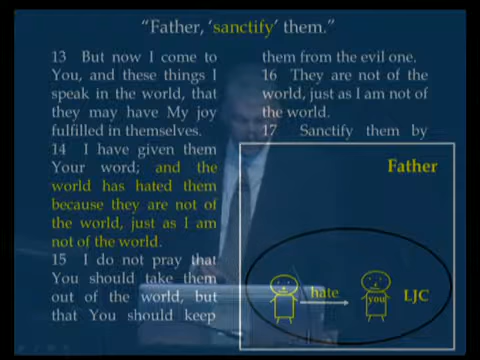 “Father, ‘sanctify’ them.”
13 But now I come to
You, and these things I
speak in the world, that
they may have My joy
fulfilled in themselves.
14 I have given them
Your word; and the
world has hated them
because they are not of
the world, just as I am
not of the world.
15 I do not pray that
You should take them
out of the world, but
that You should keep
them from the evil one.
16 They are not of the
world, just as I am not of
the world.
17 Sanctify them by
Father
hate
you
LJC